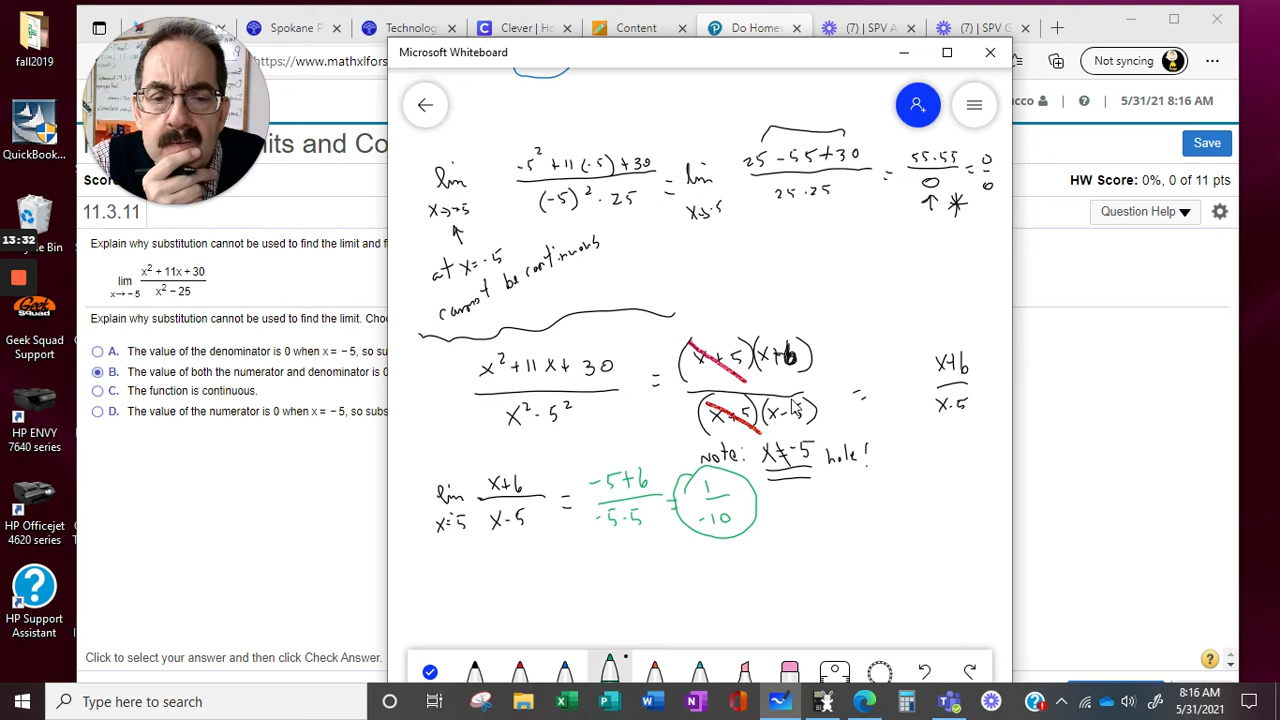 fall2019
Spokane P
Technolog
Clever | Ho
Content
Do Home
(7) | SPV A
(7) | SPV G
https://www.mathxlfors
Not syncing
Microsoft Whiteboard
ucco
5/31/21 8:16 AM
QuickBook...
nits and Co
Save
Score
HW Score: 0%, 0 of 11 pts
11.3.11
Question Help
13:32
yne Bin
Explain why substitution cannot be used to find the limit and f
lim x→ -5 x² + 11x + 30 / x² - 25
Geek Squad
Support
Explain why substitution cannot be used to find the limit. Choo
A. The value of the denominator is 0 when x = -5, so su
B. The value of both the numerator and denominator is 0
C. The function is continuous.
D. The value of the numerator is 0 when x = -5, so subs
HP ENVY
7640 series
HP Officejet
4620 series
HP Support
Assistant
lim x→-5 -5² + 11(-5) + 30 / (-5)² - 25 = lim x→-5 25 - 55 + 30 / 25 - 25 = 55-55 / 0 = 0 / 0
↑ *
at x = -5
cannot be continuous
x² + 11x + 30 / x² - 5² = (x+5)(x+6) / (x+5)(x-5) = x+6 / x-5
note: x ≠ -5 hole!
lim x=-5 x+6 / x-5 = -5+6 / -5-5 = 1 / -10
Click to select your answer and then click Check Answer.
Type here to search
8:16 AM
5/31/2021